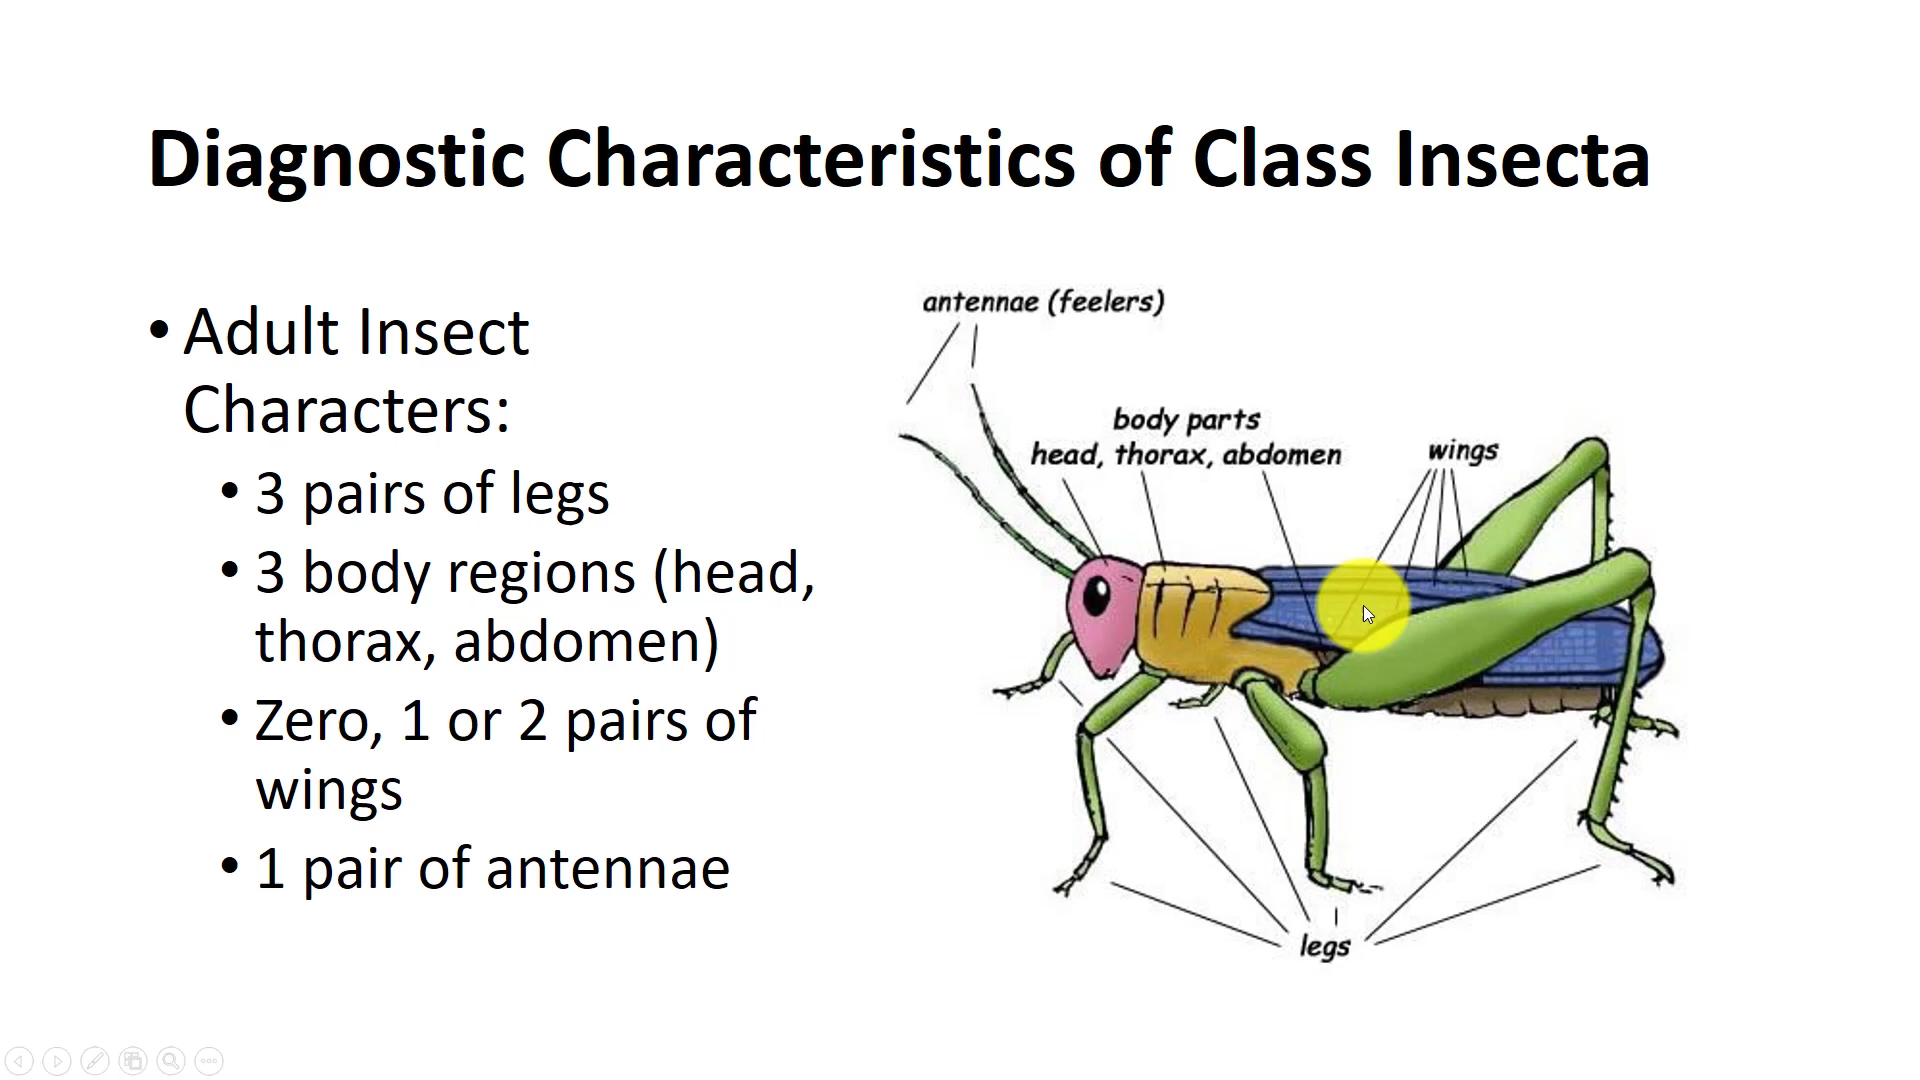 Diagnostic Characteristics of Class Insecta
• Adult Insect
Characters:
• 3 pairs of legs
• 3 body regions (head,
thorax, abdomen)
• Zero, 1 or 2 pairs of
wings
• 1 pair of antennae
antennae (feelers)
body parts
head, thorax, abdomen
wings
legs